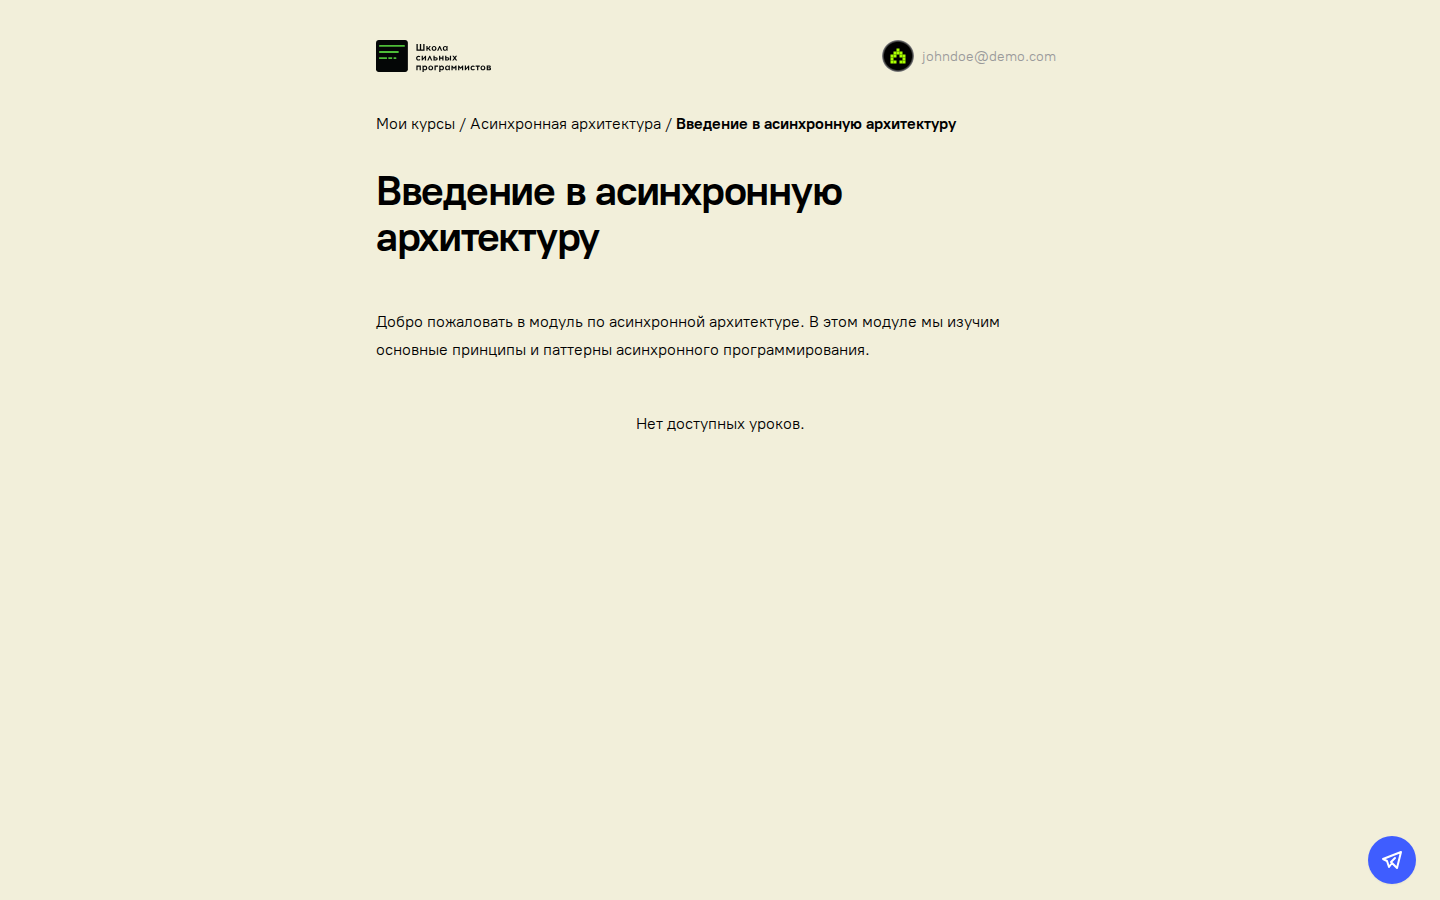 Школа
сильных
программистов
johndoe@demo.com
Мои курсы / Асинхронная архитектура / Введение в асинхронную архитектуру
Введение в асинхронную
архитектуру
Добро пожаловать в модуль по асинхронной архитектуре. В этом модуле мы изучим
основные принципы и паттерны асинхронного программирования.
Нет доступных уроков.